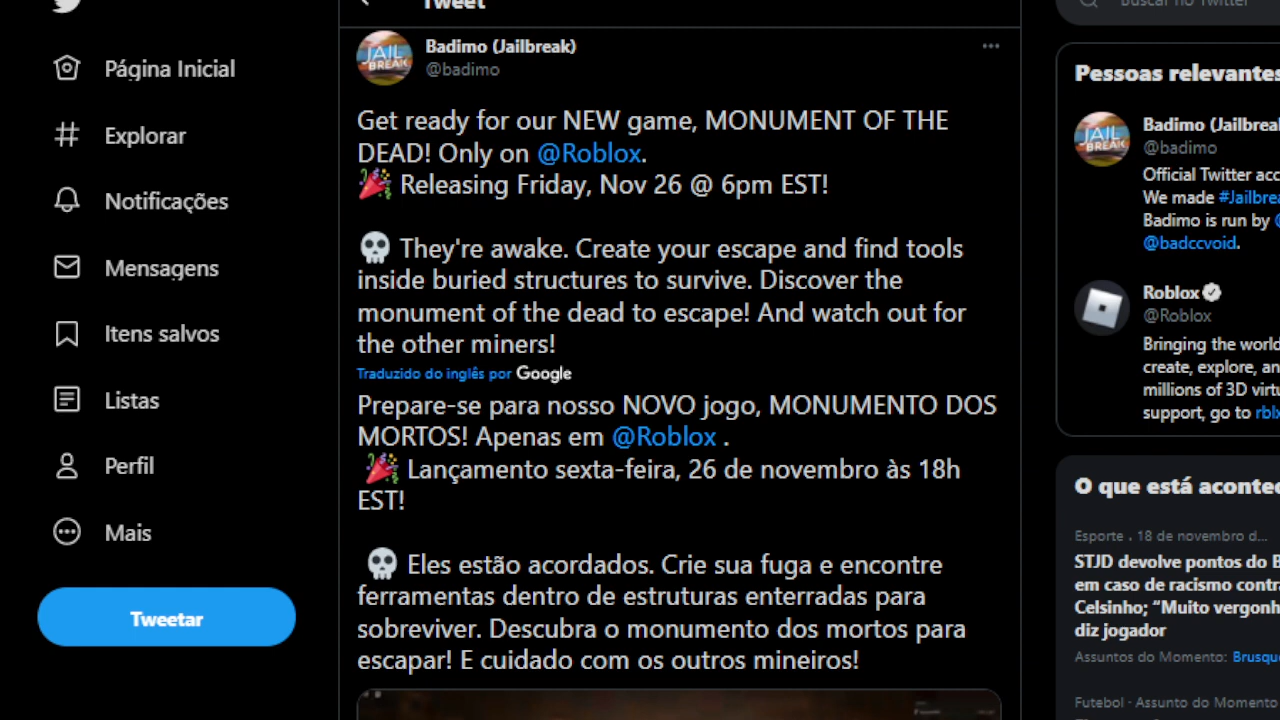 Tweet
Página Inicial
Explorar
Notificações
Mensagens
Itens salvos
Listas
Perfil
Mais
Tweetar
JAIL
BREAK
Badimo (Jailbreak)
@badimo
Get ready for our NEW game, MONUMENT OF THE
DEAD! Only on @Roblox.
🎉 Releasing Friday, Nov 26 @ 6pm EST!
💀 They're awake. Create your escape and find tools
inside buried structures to survive. Discover the
monument of the dead to escape! And watch out for
the other miners!
Traduzido do inglês por Google
Prepare-se para nosso NOVO jogo, MONUMENTO DOS
MORTOS! Apenas em @Roblox .
🎉 Lançamento sexta-feira, 26 de novembro às 18h
EST!
💀 Eles estão acordados. Crie sua fuga e encontre
ferramentas dentro de estruturas enterradas para
sobreviver. Descubra o monumento dos mortos para
escapar! E cuidado com os outros mineiros!
Buscar no Twitter
Pessoas relevantes
JAIL
BREAK
Badimo (Jailbreak
@badimo
Official Twitter acc
We made #Jailbrea
Badimo is run by @
@badccvoid.
Roblox
@Roblox
Bringing the world
create, explore, an
millions of 3D virtu
support, go to rblx
O que está acontec
Esporte · 18 de novembro d...
STJD devolve pontos do B
em caso de racismo contra
Celsinho; “Muito vergonh
diz jogador
Assuntos do Momento: Brusque
Futebol · Assunto do Momento